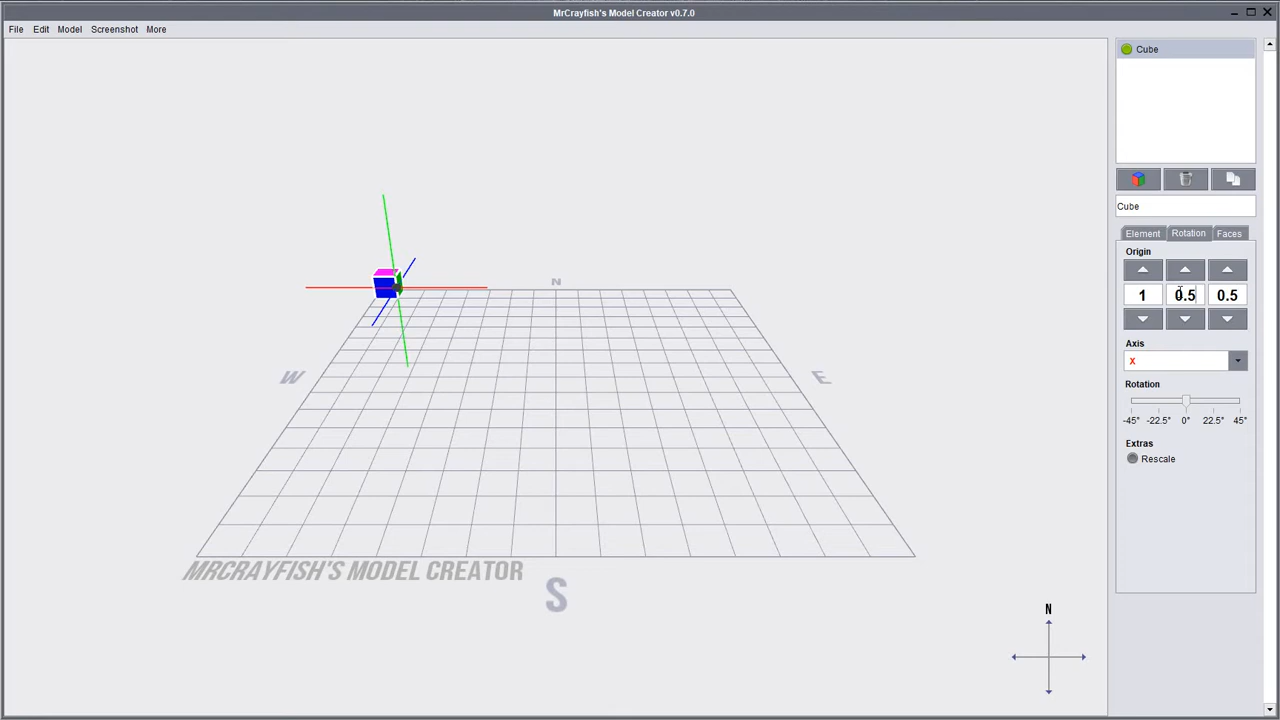 MrCrayfish's Model Creator v0.7.0
File Edit Model Screenshot More
Cube
Cube
Element Rotation Faces
Origin
1 0.5 0.5
Axis
X
Rotation
-45° -22.5° 0° 22.5° 45°
Extras
Rescale
N
W E
MRCRAYFISH'S MODEL CREATOR
S
N